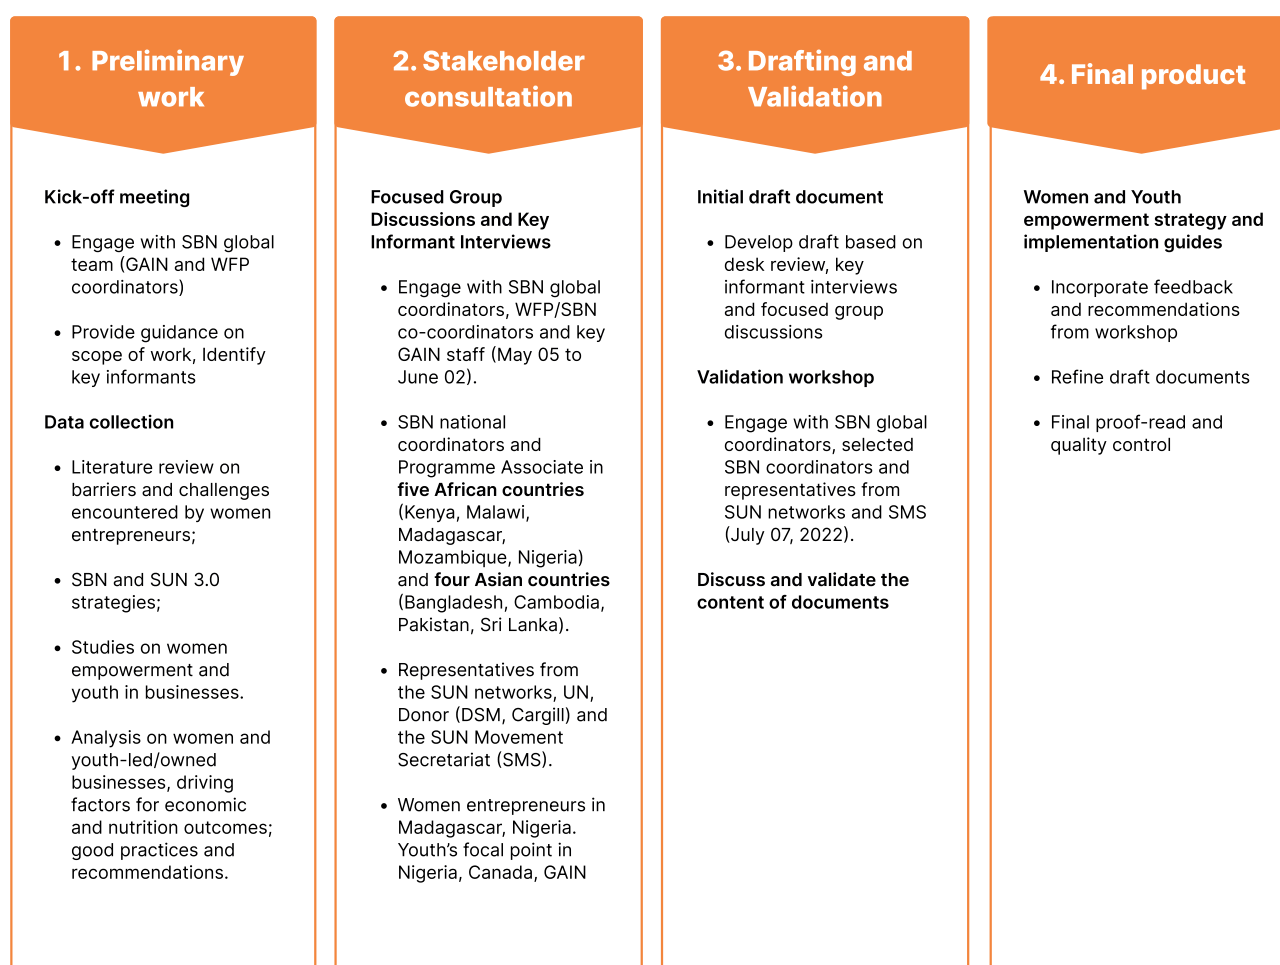 1. Preliminary
work
Kick-off meeting
• Engage with SBN global
team (GAIN and WFP
coordinators)
• Provide guidance on
scope of work, Identify
key informants
Data collection
• Literature review on
barriers and challenges
encountered by women
entrepreneurs;
• SBN and SUN 3.0
strategies;
• Studies on women
empowerment and
youth in businesses.
• Analysis on women and
youth-led/owned
businesses, driving
factors for economic
and nutrition outcomes;
good practices and
recommendations.
2. Stakeholder
consultation
Focused Group
Discussions and Key
Informant Interviews
• Engage with SBN global
coordinators, WFP/SBN
co-coordinators and key
GAIN staff (May 05 to
June 02).
• SBN national
coordinators and
Programme Associate in
five African countries
(Kenya, Malawi,
Madagascar,
Mozambique, Nigeria)
and four Asian countries
(Bangladesh, Cambodia,
Pakistan, Sri Lanka).
• Representatives from
the SUN networks, UN,
Donor (DSM, Cargill) and
the SUN Movement
Secretariat (SMS).
• Women entrepreneurs in
Madagascar, Nigeria.
Youth’s focal point in
Nigeria, Canada, GAIN
3. Drafting and
Validation
Initial draft document
• Develop draft based on
desk review, key
informant interviews
and focused group
discussions
Validation workshop
• Engage with SBN global
coordinators, selected
SBN coordinators and
representatives from
SUN networks and SMS
(July 07, 2022).
Discuss and validate the
content of documents
4. Final product
Women and Youth
empowerment strategy and
implementation guides
• Incorporate feedback
and recommendations
from workshop
• Refine draft documents
• Final proof-read and
quality control